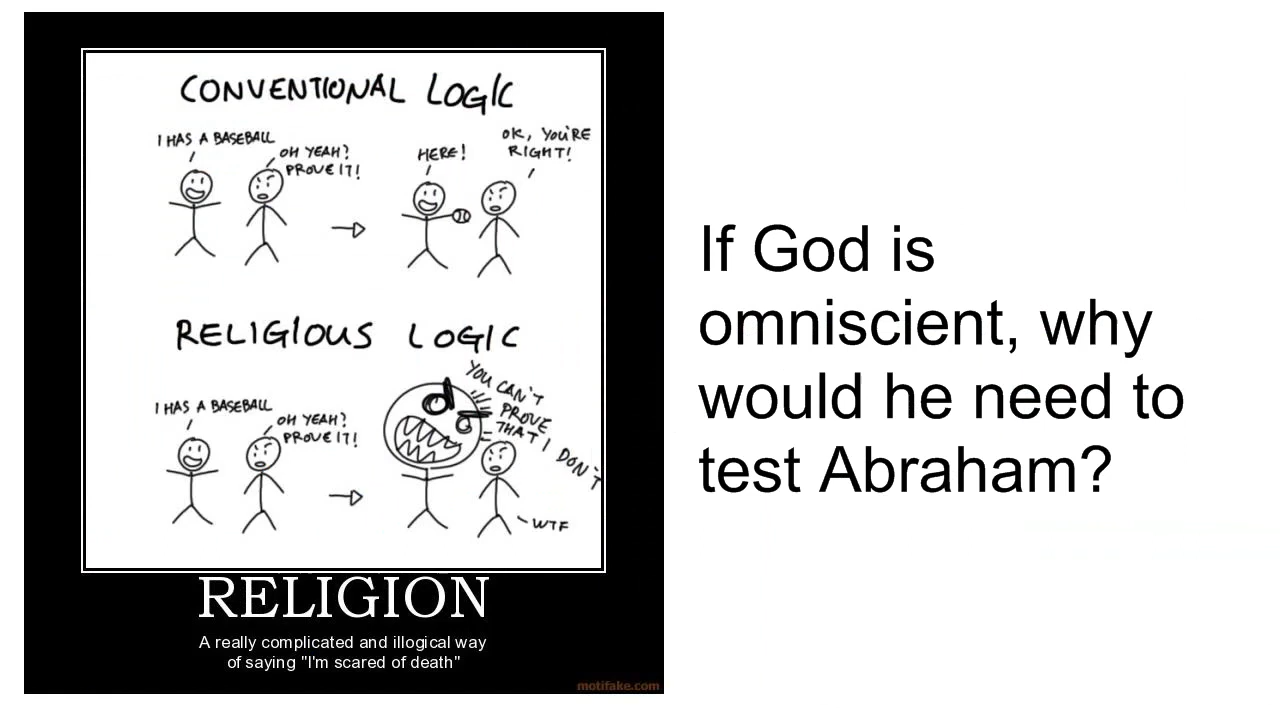 CONVENTIONAL LOGIC
I HAS A BASEBALL
OH YEAH?
PROVE IT!
HERE!
OK, YOU'RE
RIGHT!
RELIGIOUS LOGIC
I HAS A BASEBALL
OH YEAH?
PROVE IT!
YOU CAN'T
PROVE
THAT I DON'T
WTF
RELIGION
A really complicated and illogical way
of saying "I'm scared of death"
motifake.com
If God is
omniscient, why
would he need to
test Abraham?